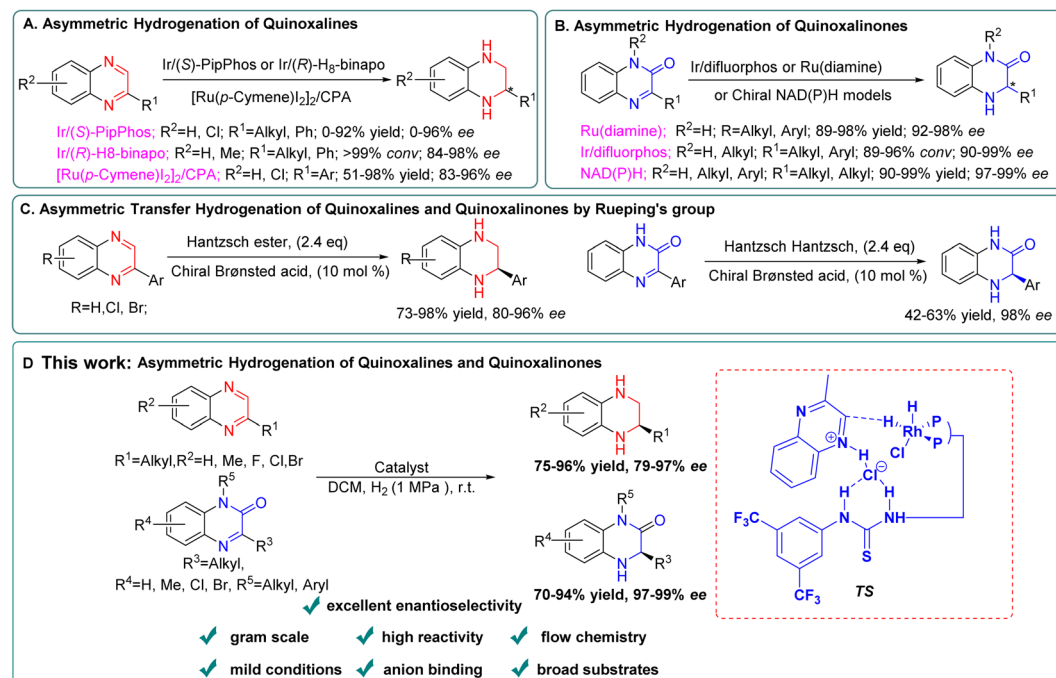 A. Asymmetric Hydrogenation of Quinoxalines
N
N
R²
R¹
Ir/(S)-PipPhos or Ir/(R)-H₈-binapo
[Ru(p-Cymene)I₂]₂/CPA
H
N
R²
N
H
*
R¹
Ir/(S)-PipPhos; R²=H, Cl; R¹=Alkyl, Ph; 0-92% yield; 0-96% ee
Ir/(R)-H8-binapo; R²=H, Me; R¹=Alkyl, Ph; >99% conv; 84-98% ee
[Ru(p-Cymene)I₂]₂/CPA; R²=H, Cl; R¹=Ar; 51-98% yield; 83-96% ee
B. Asymmetric Hydrogenation of Quinoxalinones
R²
N
O
N
R¹
Ir/difluorphos or Ru(diamine)
or Chiral NAD(P)H models
R²
N
O
*
N
H
R¹
Ru(diamine); R²=H; R=Alkyl, Aryl; 89-98% yield; 92-98% ee
Ir/difluorphos; R²=H, Alkyl; R¹=Alkyl, Aryl; 89-96% conv; 90-99% ee
NAD(P)H; R²=H, Alkyl, Aryl; R¹=Alkyl, Alkyl; 90-99% yield; 97-99% ee
C. Asymmetric Transfer Hydrogenation of Quinoxalines and Quinoxalinones by Rueping's group
N
R
N
Ar
R=H,Cl, Br;
Hantzsch ester, (2.4 eq)
Chiral Brønsted acid, (10 mol %)
H
N
R
N
H
Ar
73-98% yield, 80-96% ee
H
N
O
N
Ar
Hantzsch Hantzsch, (2.4 eq)
Chiral Brønsted acid, (10 mol %)
H
N
O
N
H
Ar
42-63% yield, 98% ee
D This work: Asymmetric Hydrogenation of Quinoxalines and Quinoxalinones
N
R²
N
R¹
R¹=Alkyl,R²=H, Me, F, Cl,Br
R⁵
N
O
R⁴
N
R³
R³=Alkyl,
R⁴=H, Me, Cl, Br, R⁵=Alkyl, Aryl
Catalyst
DCM, H₂ (1 MPa ), r.t.
H
N
R²
N
H
R¹
75-96% yield, 79-97% ee
R⁵
N
O
R⁴
N
H
R³
70-94% yield, 97-99% ee
N
N
⊕
H
H
H
Rh
P
P
Cl
Cl
⊖
H
H
F₃C
N
NH
S
CF₃
TS
✓ excellent enantioselectivity
✓ gram scale ✓ high reactivity ✓ flow chemistry
✓ mild conditions ✓ anion binding ✓ broad substrates